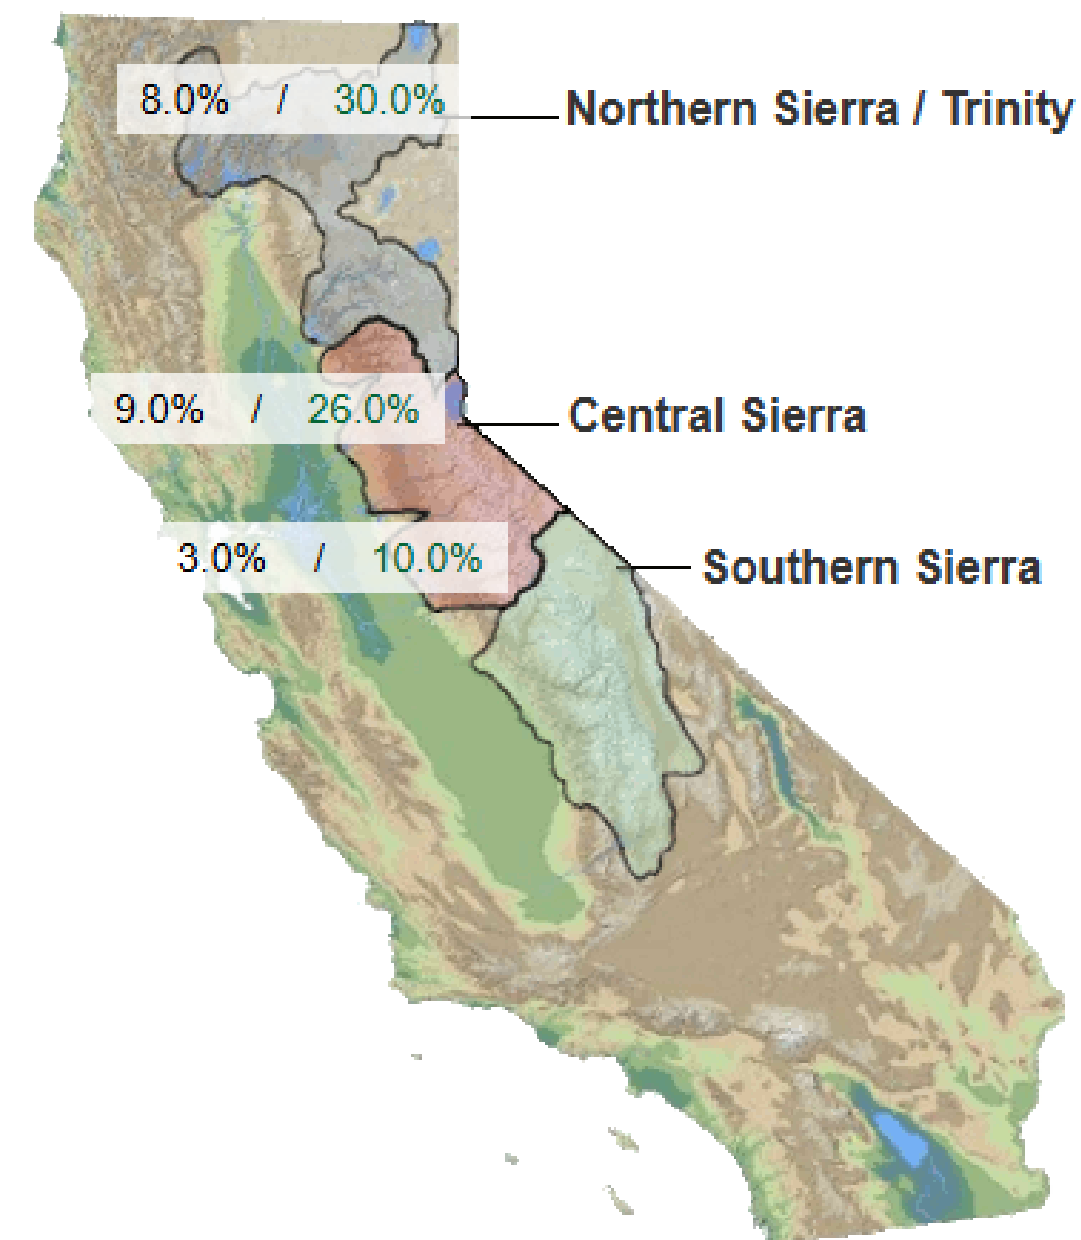 8.0% / 30.0% Northern Sierra / Trinity
9.0% / 26.0% Central Sierra
3.0% / 10.0% Southern Sierra